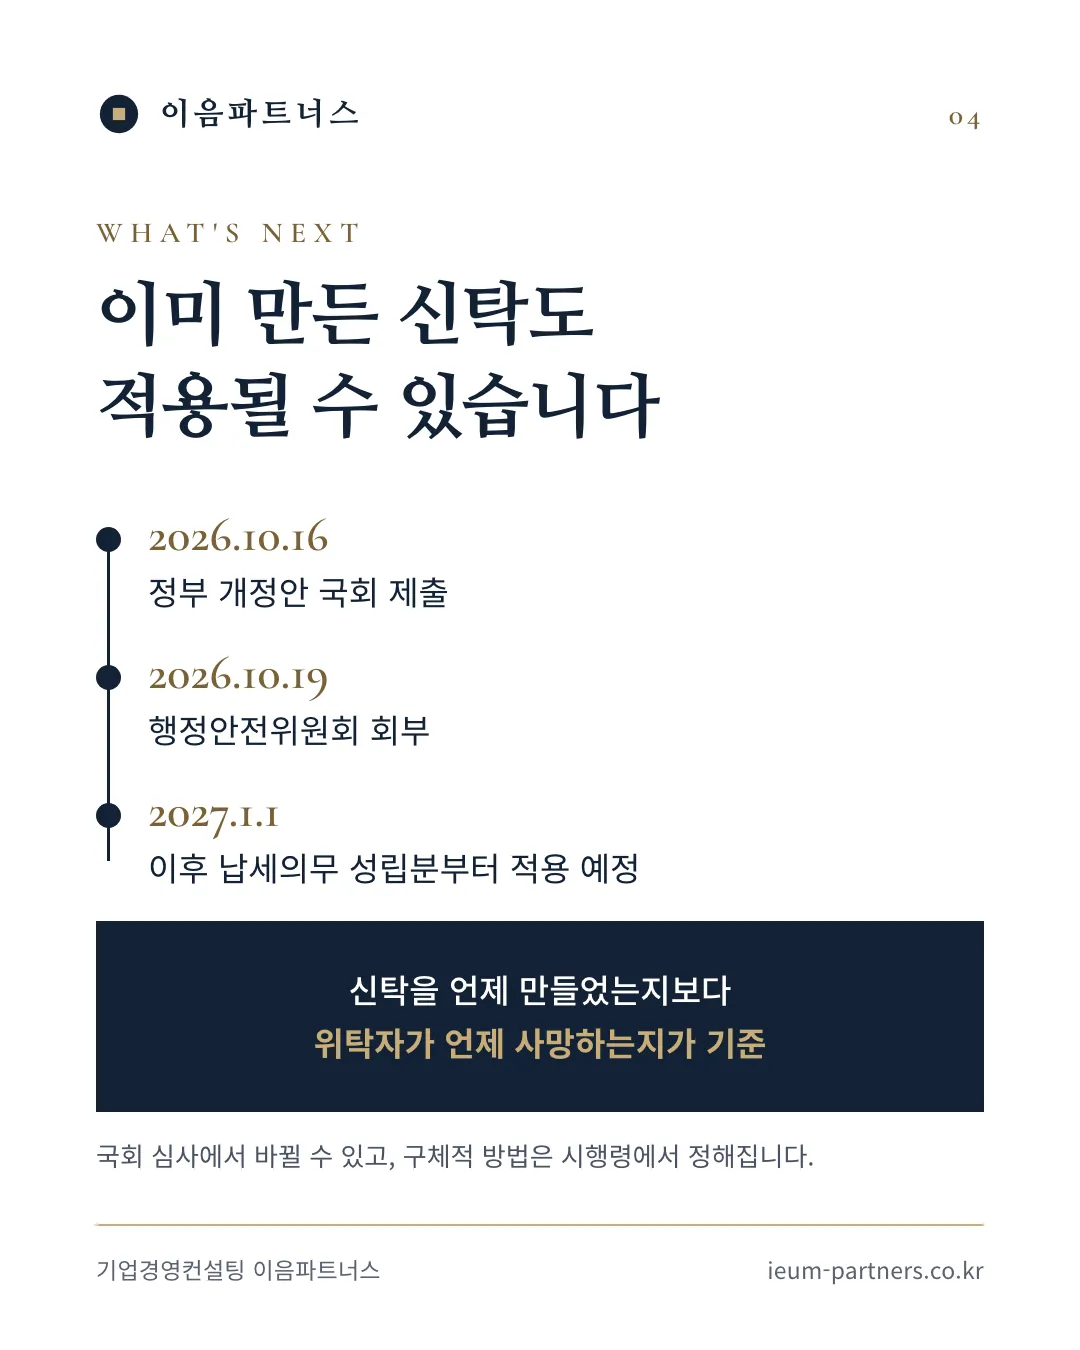 이음파트너스
04
WHAT'S NEXT
이미 만든 신탁도
적용될 수 있습니다
2026.10.16
정부 개정안 국회 제출
2026.10.19
행정안전위원회 회부
2027.1.1
이후 납세의무 성립분부터 적용 예정
신탁을 언제 만들었는지보다
위탁자가 언제 사망하는지가 기준
국회 심사에서 바뀔 수 있고, 구체적 방법은 시행령에서 정해집니다.
기업경영컨설팅 이음파트너스
ieum-partners.co.kr